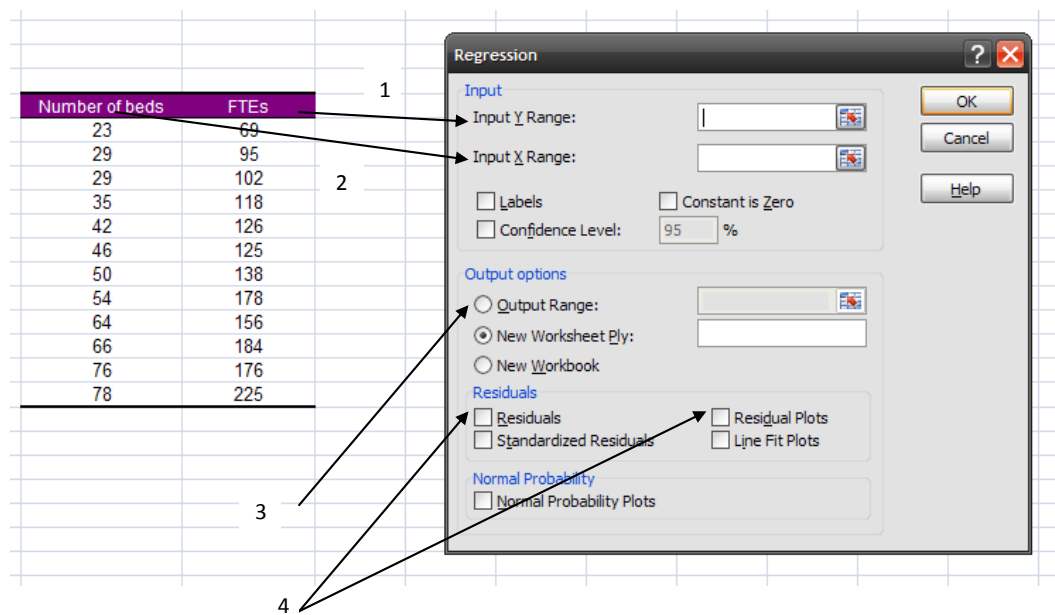 Regression
Input
1
Number of beds FTEs
Input Y Range:
OK
23 69
Cancel
29 95
Input X Range:
29 102
2
Help
35 118
Labels Constant is Zero
42 126
Confidence Level: 95 %
46 125
50 138
Output options
54 178
Output Range:
64 156
New Worksheet Ply:
66 184
76 176
New Workbook
78 225
Residuals
Residuals Residual Plots
Standardized Residuals Line Fit Plots
Normal Probability
Normal Probability Plots
3
4